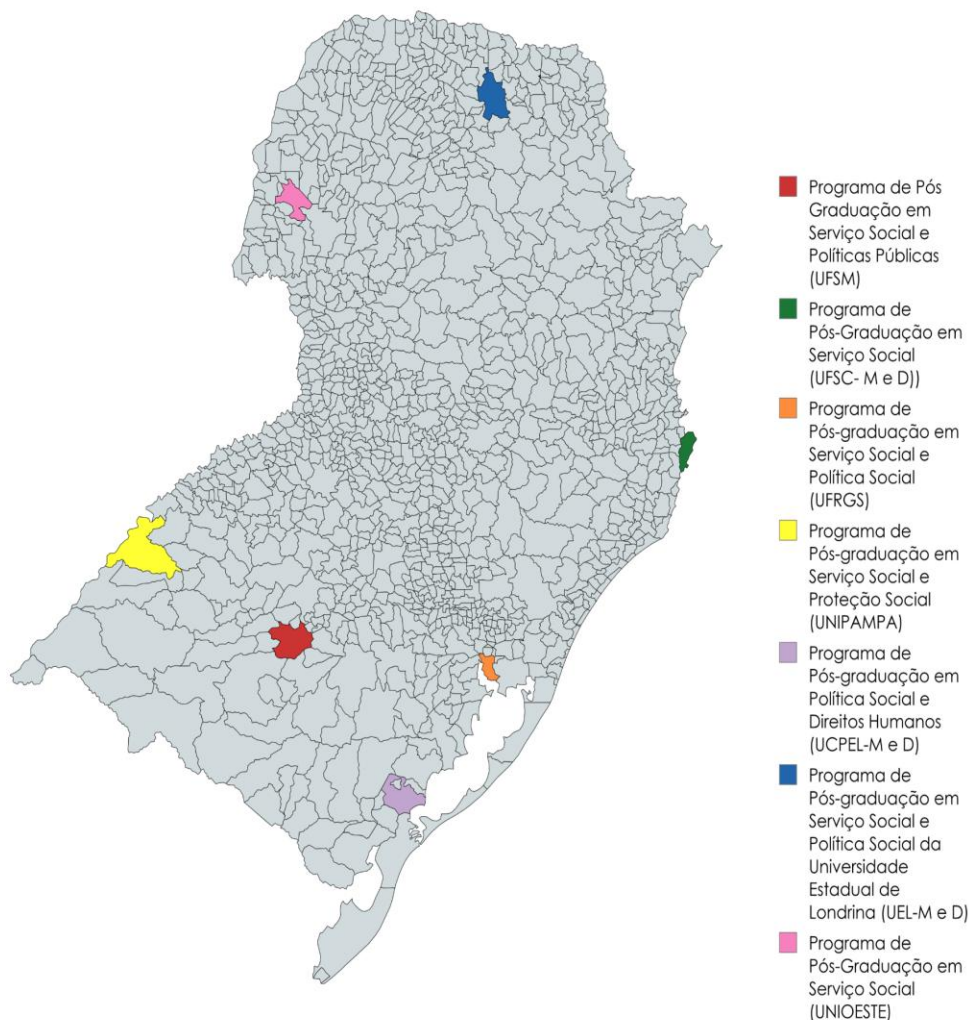 Programa de Pós
Graduação em
Serviço Social e
Políticas Públicas
(UFSM)
Programa de
Pós-Graduação em
Serviço Social
(UFSC- M e D))
Programa de
Pós-graduação em
Serviço Social e
Política Social
(UFRGS)
Programa de
Pós-graduação em
Serviço Social e
Proteção Social
(UNIPAMPA)
Programa de
Pós-graduação em
Política Social e
Direitos Humanos
(UCPEL-M e D)
Programa de
Pós-graduação em
Serviço Social e
Política Social da
Universidade
Estadual de
Londrina (UEL-M e D)
Programa de
Pós-Graduação em
Serviço Social
(UNIOESTE)